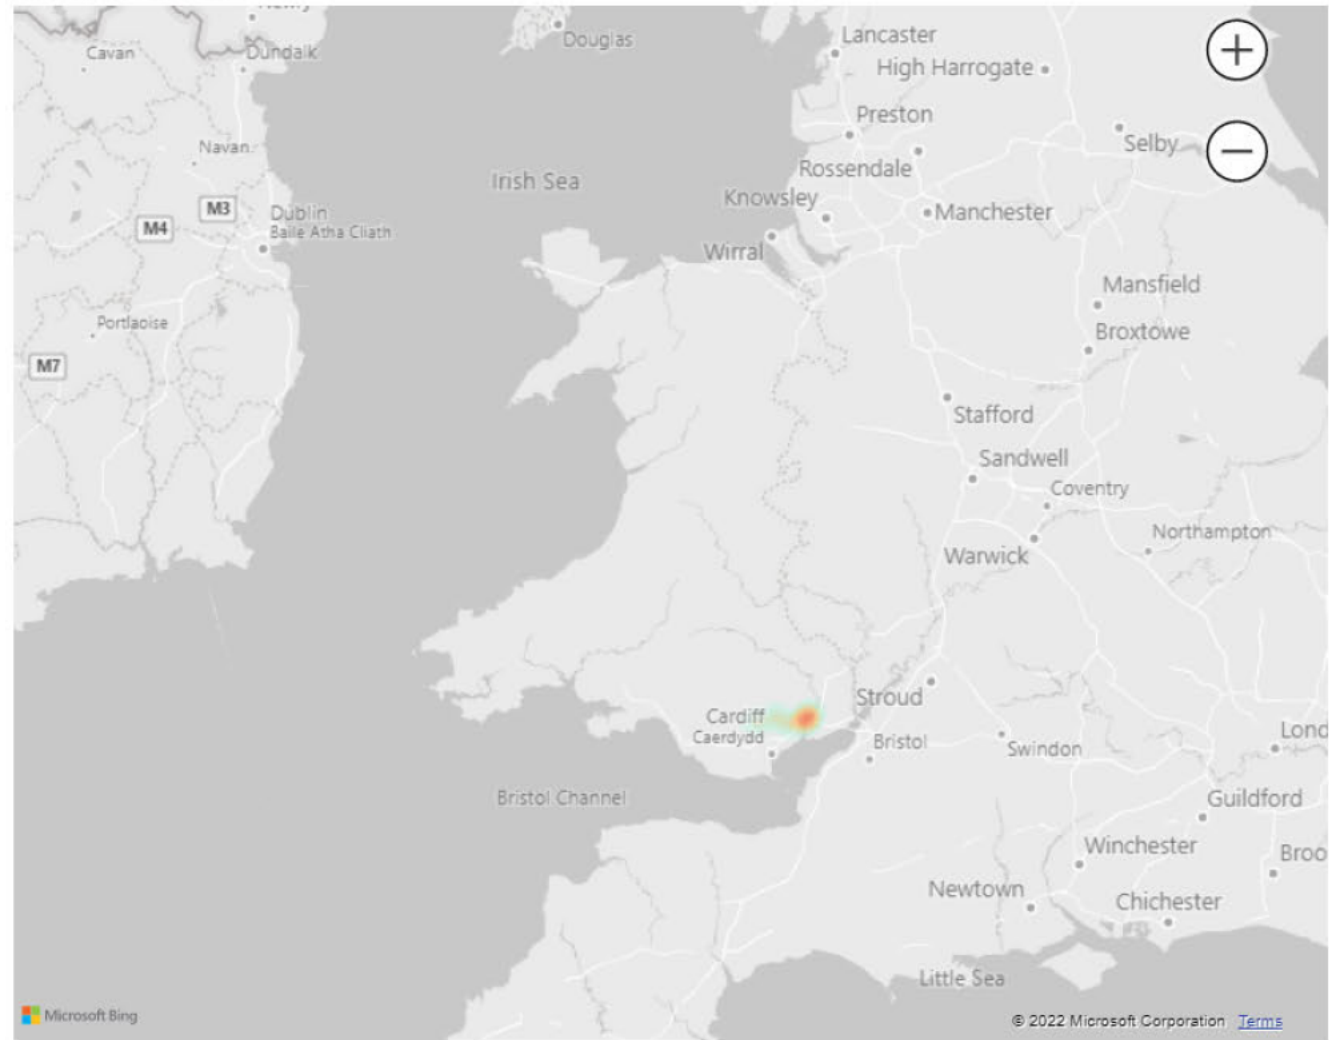 Cavan
Dundalk
Douglas
Lancaster
High Harrogate
Preston
Selby
Navan
Rossendale
Irish Sea
Knowsley
M3
M4
Dublin
Baile Atha Cliath
Manchester
Wirral
Mansfield
Portlaoise
Broxtowe
M7
Stafford
Sandwell
Coventry
Northampton
Warwick
Stroud
Cardiff
Caerdydd
Bristol
Swindon
Lond
Bristol Channel
Guildford
Winchester
Broo
Newtown
Chichester
Little Sea
Microsoft Bing
© 2022 Microsoft Corporation Terms